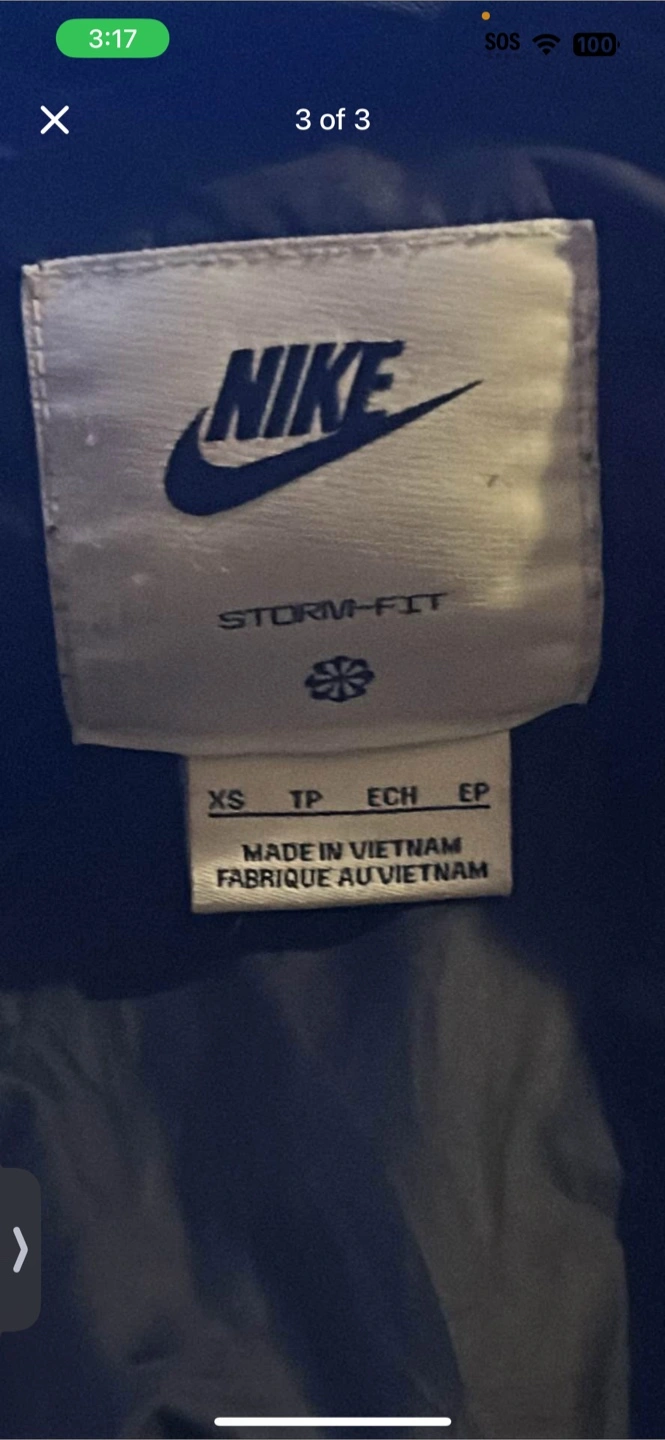 3:17
SOS
100
3 of 3
NIKE
STORM-FIT
XS TP ECH EP
MADE IN VIETNAM
FABRIQUE AU VIETNAM